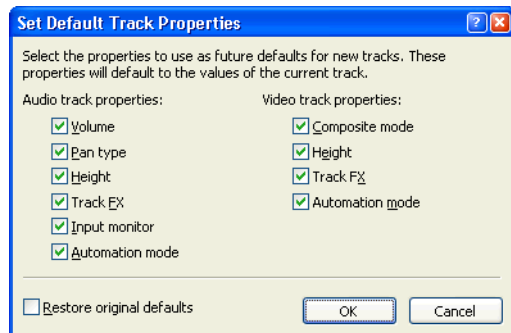 Set Default Track Properties
Select the properties to use as future defaults for new tracks. These
properties will default to the values of the current track.
Audio track properties:
Volume
Pan type
Height
Track FX
Input monitor
Automation mode
Video track properties:
Composite mode
Height
Track FX
Automation mode
Restore original defaults
OK
Cancel